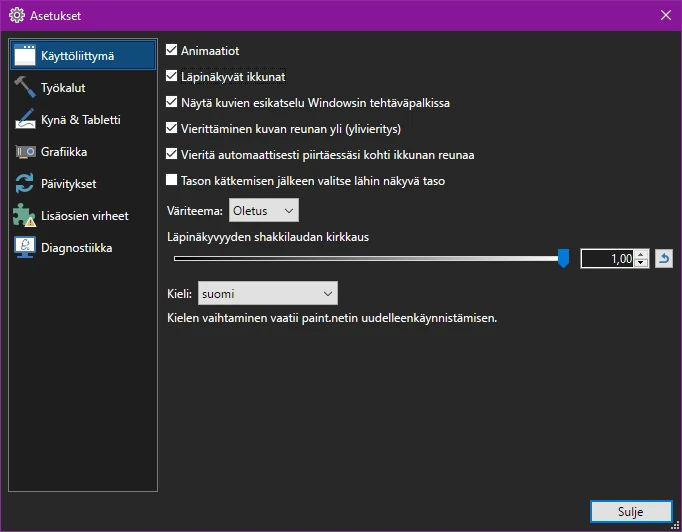 Asetukset
Käyttöliittymä
Työkalut
Kynä & Tabletti
Grafiikka
Päivitykset
Lisäosien virheet
Diagnostiikka
Animaatiot
Läpinäkyvät ikkunat
Näytä kuvien esikatselu Windowsin tehtäväpalkissa
Vierittäminen kuvan reunan yli (ylivieritys)
Vieritä automaattisesti piirtäessäsi kohti ikkunan reunaa
Tason kätkemisen jälkeen valitse lähin näkyvä taso
Väriteema: Oletus
Läpinäkyvyyden shakkilaudan kirkkaus
1,00
Kieli: suomi
Kielen vaihtaminen vaatii paint.netin uudelleenkäynnistämisen.
Sulje